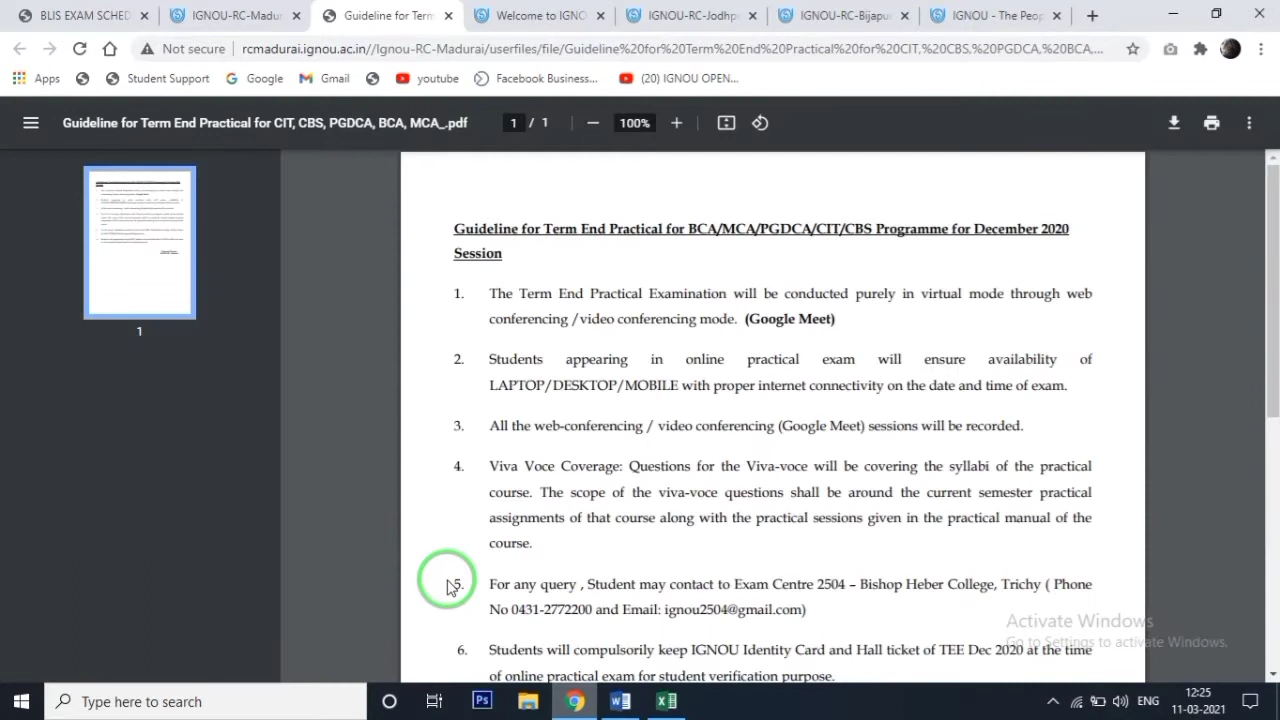 BLIS EXAM SCHED
IGNOU-RC-Madur
Guideline for Term
Welcome to IGNO
IGNOU-RC-Jodhp
IGNOU-RC-Bijapu
IGNOU - The Peop
Not secure
rcmadurai.ignou.ac.in//Ignou-RC-Madurai/userfiles/file/Guideline%20for%20Term%20End%20Practical%20for%20CIT,%20CBS,%20PGDCA,%20BCA,...
Apps
Student Support
Google
Gmail
youtube
Facebook Business...
(20) IGNOU OPEN...
Guideline for Term End Practical for CIT, CBS, PGDCA, BCA, MCA_.pdf
1 / 1
100%
1
Guideline for Term End Practical for BCA/MCA/PGDCA/CIT/CBS Programme for December 2020
Session
1. The Term End Practical Examination will be conducted purely in virtual mode through web
conferencing /video conferencing mode. (Google Meet)
2. Students appearing in online practical exam will ensure availability of
LAPTOP/DESKTOP/MOBILE with proper internet connectivity on the date and time of exam.
3. All the web-conferencing / video conferencing (Google Meet) sessions will be recorded.
4. Viva Voce Coverage: Questions for the Viva-voce will be covering the syllabi of the practical
course. The scope of the viva-voce questions shall be around the current semester practical
assignments of that course along with the practical sessions given in the practical manual of the
course.
5. For any query , Student may contact to Exam Centre 2504 – Bishop Heber College, Trichy ( Phone
No 0431-2772200 and Email: ignou2504@gmail.com)
6. Students will compulsorily keep IGNOU Identity Card and Hall ticket of TEE Dec 2020 at the time
of online practical exam for student verification purpose.
Activate Windows
Go to Settings to activate Windows.
Type here to search
Ps
ENG
12:25
11-03-2021